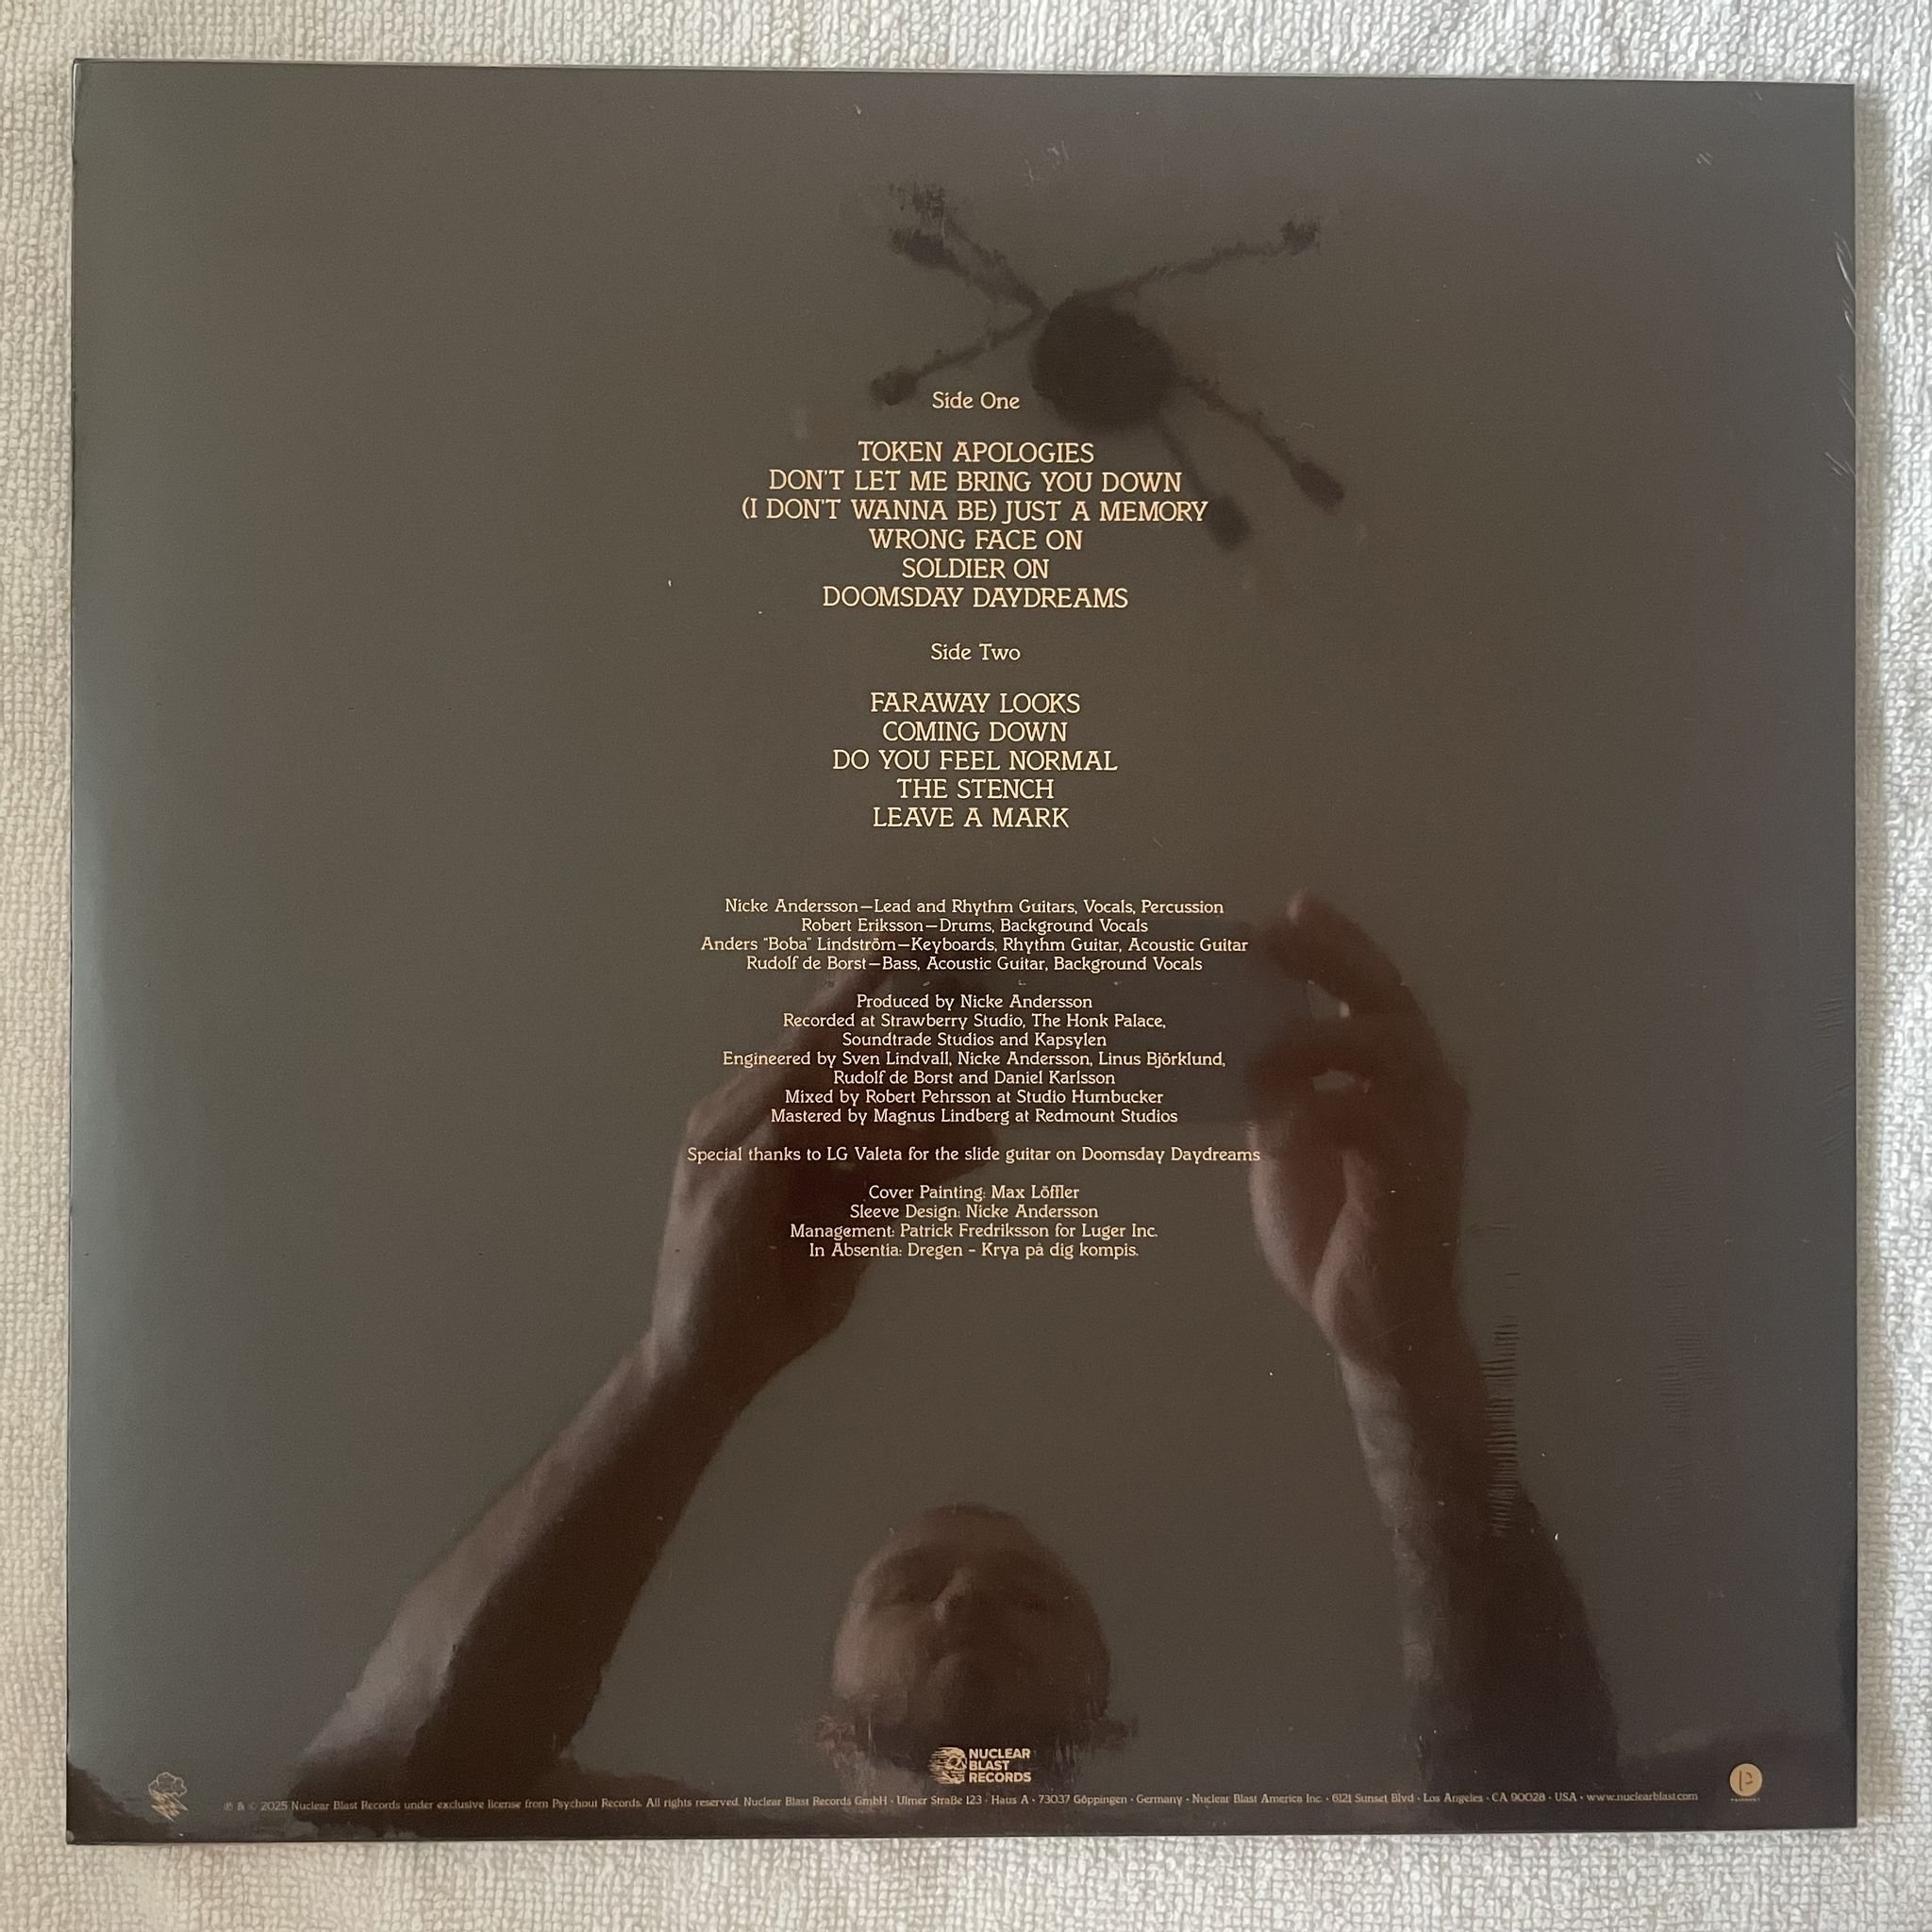 Side One
TOKEN APOLOGIES
DON'T LET ME BRING YOU DOWN
(I DON'T WANNA BE) JUST A MEMORY
WRONG FACE ON
SOLDIER ON
DOOMSDAY DAYDREAMS
Side Two
FARAWAY LOOKS
COMING DOWN
DO YOU FEEL NORMAL
THE STENCH
LEAVE A MARK
Nicke Andersson—Lead and Rhythm Guitars, Vocals, Percussion
Robert Eriksson—Drums, Background Vocals
Anders "Boba" Lindström—Keyboards, Rhythm Guitar, Acoustic Guitar
Rudolf de Borst—Bass, Acoustic Guitar, Background Vocals
Produced by Nicke Andersson
Recorded at Strawberry Studio, The Honk Palace,
Soundtrade Studios and Kapsylen
Engineered by Sven Lindvall, Nicke Andersson, Linus Björklund,
Rudolf de Borst and Daniel Karlsson
Mixed by Robert Pehrsson at Studio Humbucker
Mastered by Magnus Lindberg at Redmount Studios
Special thanks to LG Valeta for the slide guitar on Doomsday Daydreams
Cover Painting: Max Löffler
Sleeve Design: Nicke Andersson
Management: Patrick Fredriksson for Luger Inc.
In Absentia: Dregen - Krya på dig kompis.
NUCLEAR
BLAST
RECORDS
℗ & © 2025 Nuclear Blast Records under exclusive license from Psychout Records. All rights reserved. Nuclear Blast Records GmbH · Ulmer Straße 123 · Haus A · 73037 Göppingen · Germany · Nuclear Blast America Inc. · 6121 Sunset Blvd · Los Angeles · CA 90028 · USA · www.nuclearblast.com